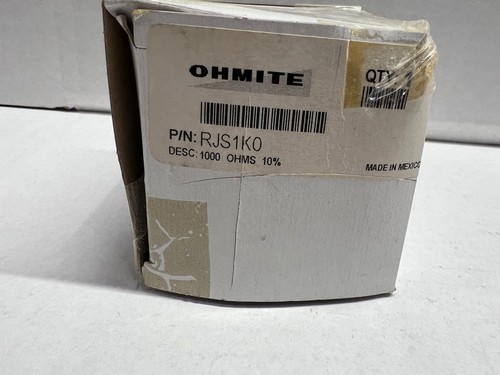 OHMITE
QTY
P/N: RJS1K0
DESC: 1000 OHMS 10%
MADE IN MEXICO